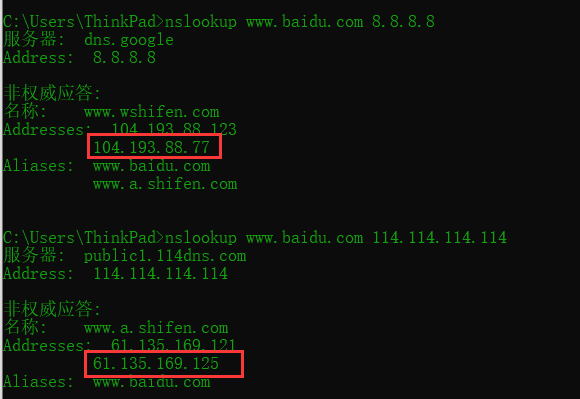 C:\Users\ThinkPad>nslookup www.baidu.com 8.8.8.8
服务器:  dns.google
Address:  8.8.8.8
非权威应答:
名称:    www.wshifen.com
Addresses:  104.193.88.123
104.193.88.77
Aliases:  www.baidu.com
www.a.shifen.com
C:\Users\ThinkPad>nslookup www.baidu.com 114.114.114.114
服务器:  public1.114dns.com
Address:  114.114.114.114
非权威应答:
名称:    www.a.shifen.com
Addresses:  61.135.169.121
61.135.169.125
Aliases:  www.baidu.com